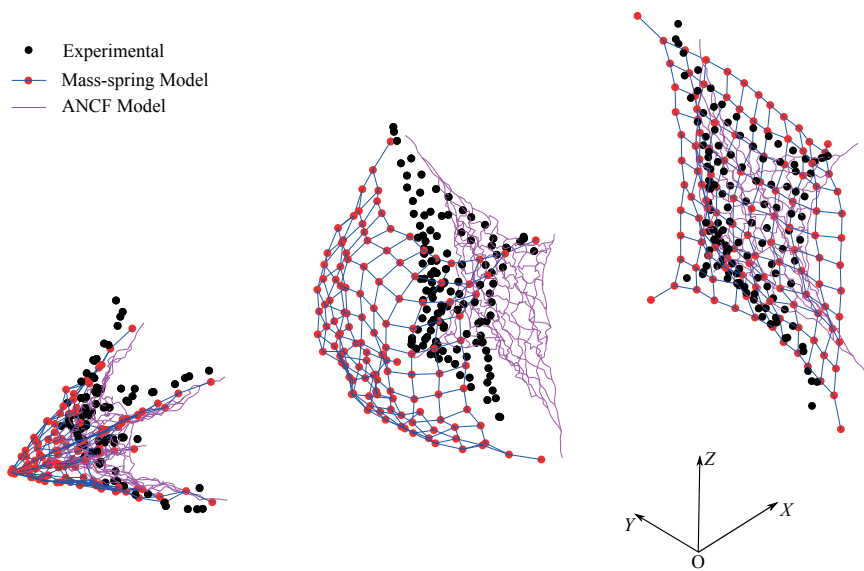 Experimental
Mass-spring Model
ANCF Model
Z
X
Y
O